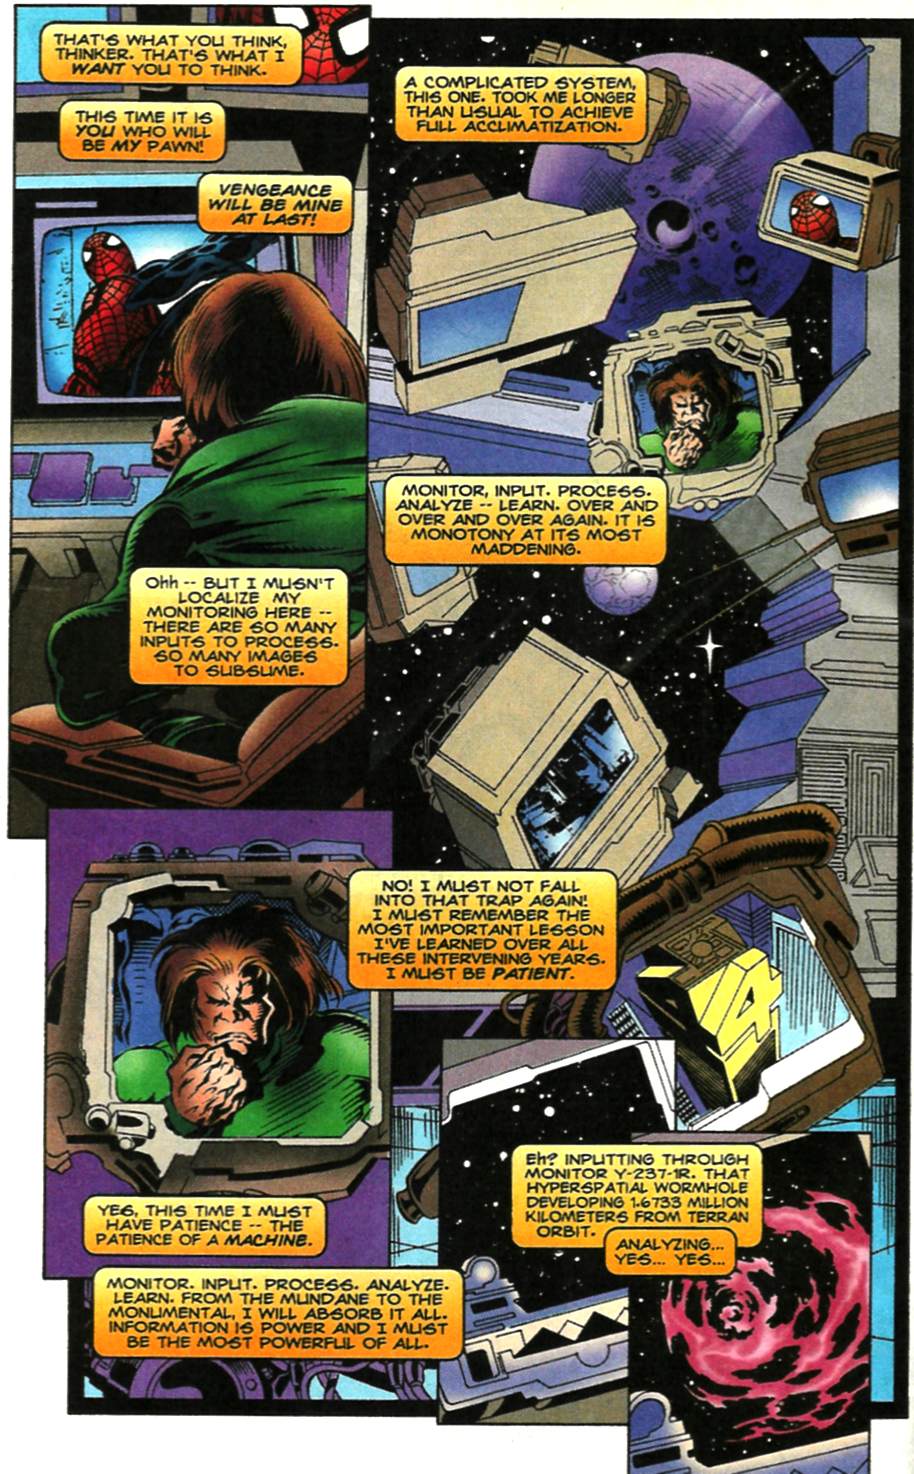 THAT'S WHAT YOU THINK,
THINKER. THAT'S WHAT I
WANT YOU TO THINK.
THIS TIME IT IS
YOU WHO WILL
BE MY PAWN!
VENGEANCE
WILL BE MINE
AT LAST!
Ohh -- BUT I MUSN'T
LOCALIZE MY
MONITORING HERE --
THERE ARE SO MANY
INPUTS TO PROCESS.
SO MANY IMAGES
TO SUBSUME.
A COMPLICATED SYSTEM,
THIS ONE. TOOK ME LONGER
THAN USUAL TO ACHIEVE
FULL ACCLIMATIZATION.
MONITOR, INPUT. PROCESS.
ANALYZE -- LEARN. OVER AND
OVER AND OVER AGAIN. IT IS
MONOTONY AT ITS MOST
MADDENING.
NO! I MUST NOT FALL
INTO THAT TRAP AGAIN!
I MUST REMEMBER THE
MOST IMPORTANT LESSON
I'VE LEARNED OVER ALL
THESE INTERVENING YEARS.
I MUST BE PATIENT.
4
YES, THIS TIME I MUST
HAVE PATIENCE -- THE
PATIENCE OF A MACHINE.
MONITOR. INPUT. PROCESS. ANALYZE.
LEARN. FROM THE MUNDANE TO THE
MONUMENTAL, I WILL ABSORB IT ALL.
INFORMATION IS POWER AND I MUST
BE THE MOST POWERFUL OF ALL.
Eh? INPUTTING THROUGH
MONITOR Y-237-1R. THAT
HYPERSPATIAL WORMHOLE
DEVELOPING 1.6733 MILLION
KILOMETERS FROM TERRAN
ORBIT.
ANALYZING...
YES... YES...